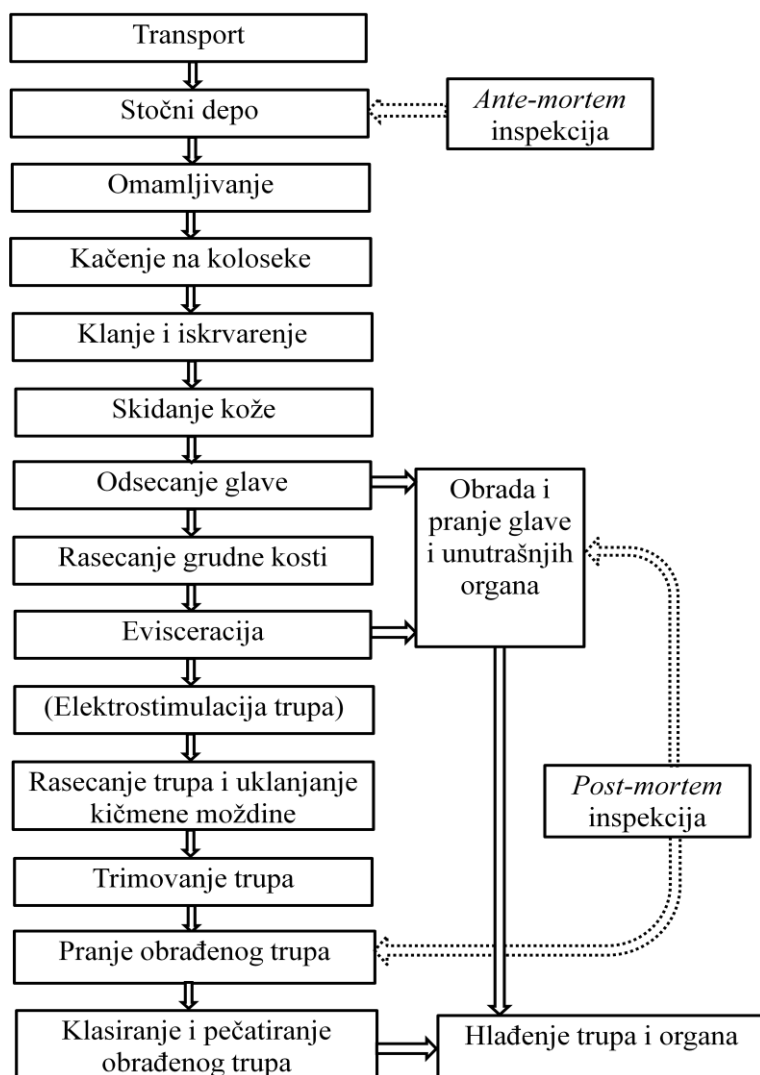 Transport
Stočni depo
Ante-mortem
inspekcija
Omamljivanje
Kačenje na koloseke
Klanje i iskrvarenje
Skidanje kože
Odsecanje glave
Obrada i
pranje glave
i unutrašnjih
organa
Rasecanje grudne kosti
Evisceracija
(Elektrostimulacija trupa)
Rasecanje trupa i uklanjanje
kičmene moždine
Post-mortem
inspekcija
Trimovanje trupa
Pranje obrađenog trupa
Klasiranje i pečatiranje
obrađenog trupa
Hlađenje trupa i organa